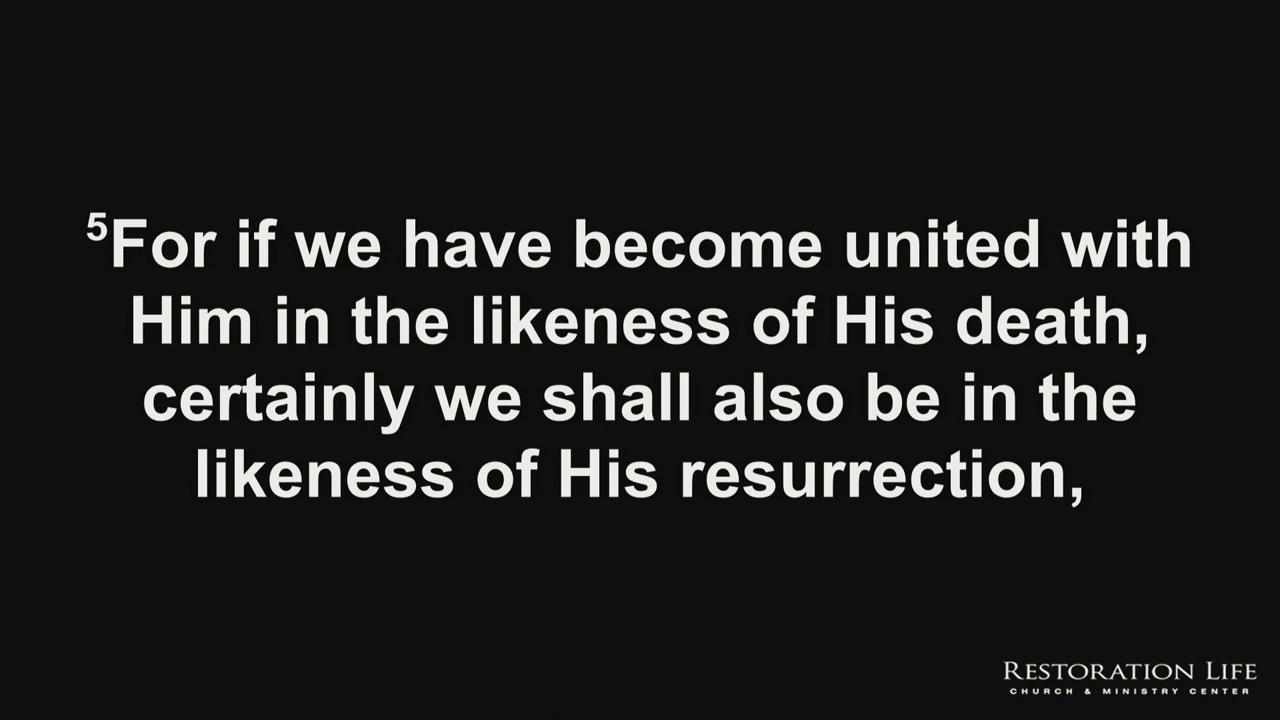 ⁵For if we have become united with
Him in the likeness of His death,
certainly we shall also be in the
likeness of His resurrection,
RESTORATION LIFE
CHURCH & MINISTRY CENTER